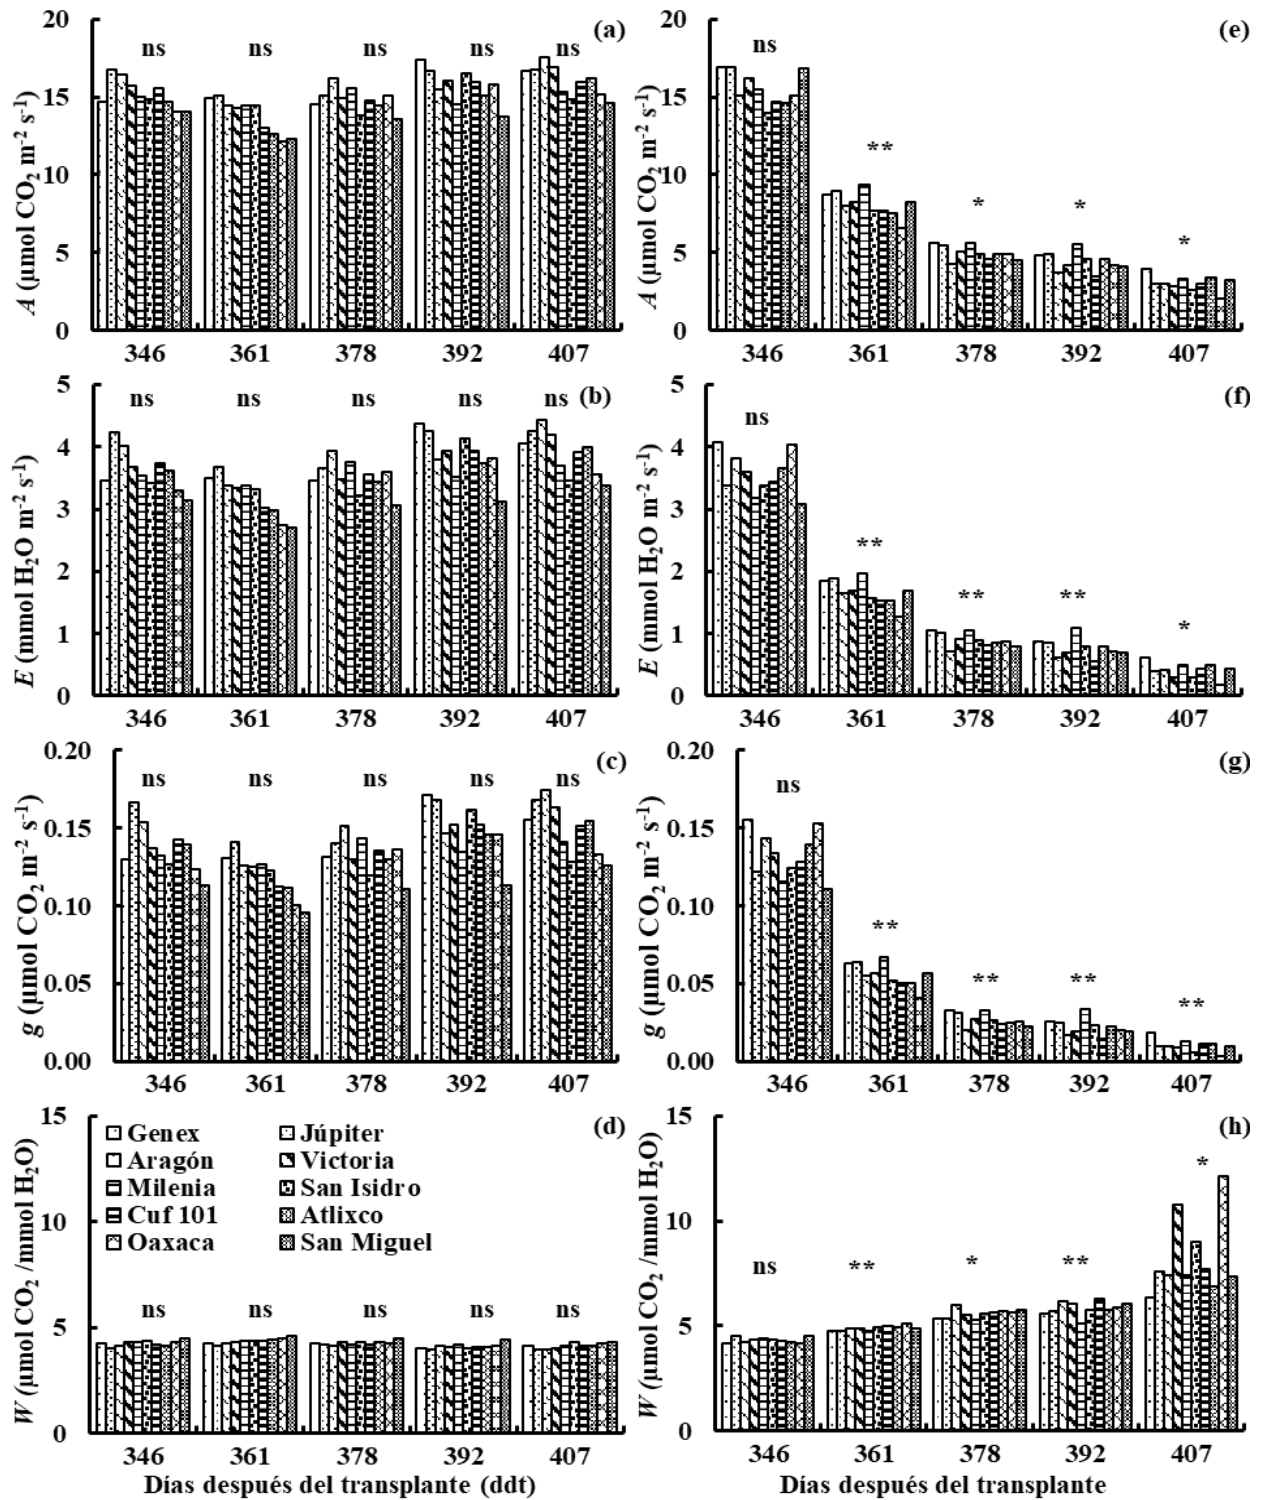 (a)
A (µmol CO₂ m⁻² s⁻¹)
20
15
10
5
0
ns ns ns ns ns
346 361 378 392 407
(e)
A (µmol CO₂ m⁻² s⁻¹)
20
15
10
5
0
ns ** * * *
346 361 378 392 407
(b)
E (mmol H₂O m⁻² s⁻¹)
5
4
3
2
1
0
ns ns ns ns ns
346 361 378 392 407
(f)
E (mmol H₂O m⁻² s⁻¹)
5
4
3
2
1
0
ns ** ** ** *
346 361 378 392 407
(c)
g (µmol CO₂ m⁻² s⁻¹)
0.20
0.15
0.10
0.05
0.00
ns ns ns ns ns
346 361 378 392 407
(g)
g (µmol CO₂ m⁻² s⁻¹)
0.20
0.15
0.10
0.05
0.00
ns ** ** ** **
346 361 378 392 407
(d)
W (µmol CO₂ /mmol H₂O)
15
10
5
0
Genex Júpiter
Aragón Victoria
Milenia San Isidro
Cuf 101 Atlixco
Oaxaca San Miguel
ns ns ns ns ns
346 361 378 392 407
Días después del transplante (ddt)
(h)
W (µmol CO₂ /mmol H₂O)
15
10
5
0
ns ** * ** *
346 361 378 392 407
Días después del transplante